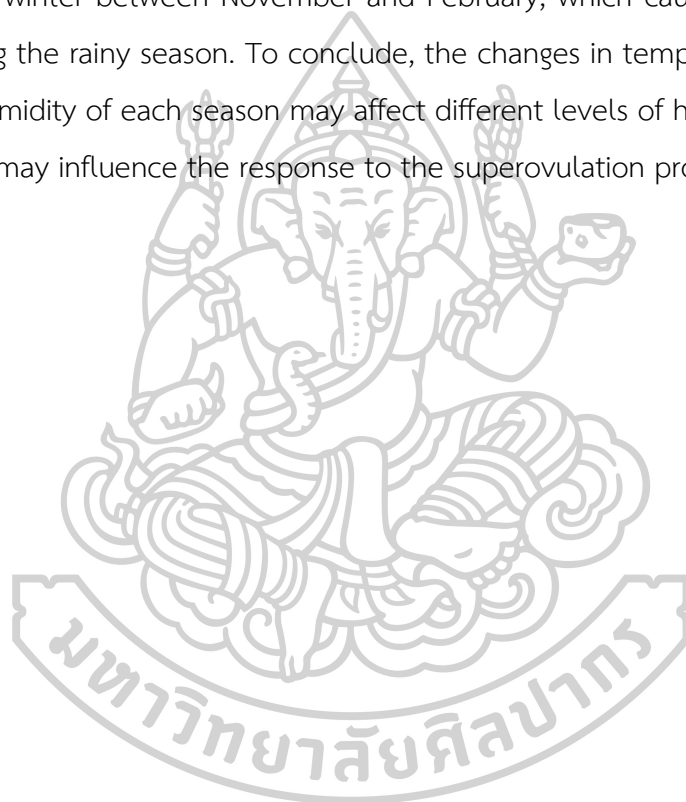 winter between November and February, which cau
g the rainy season. To conclude, the changes in temp
midity of each season may affect different levels of h
may influence the response to the superovulation pro
มหาวิทยาลัยศิลปากร